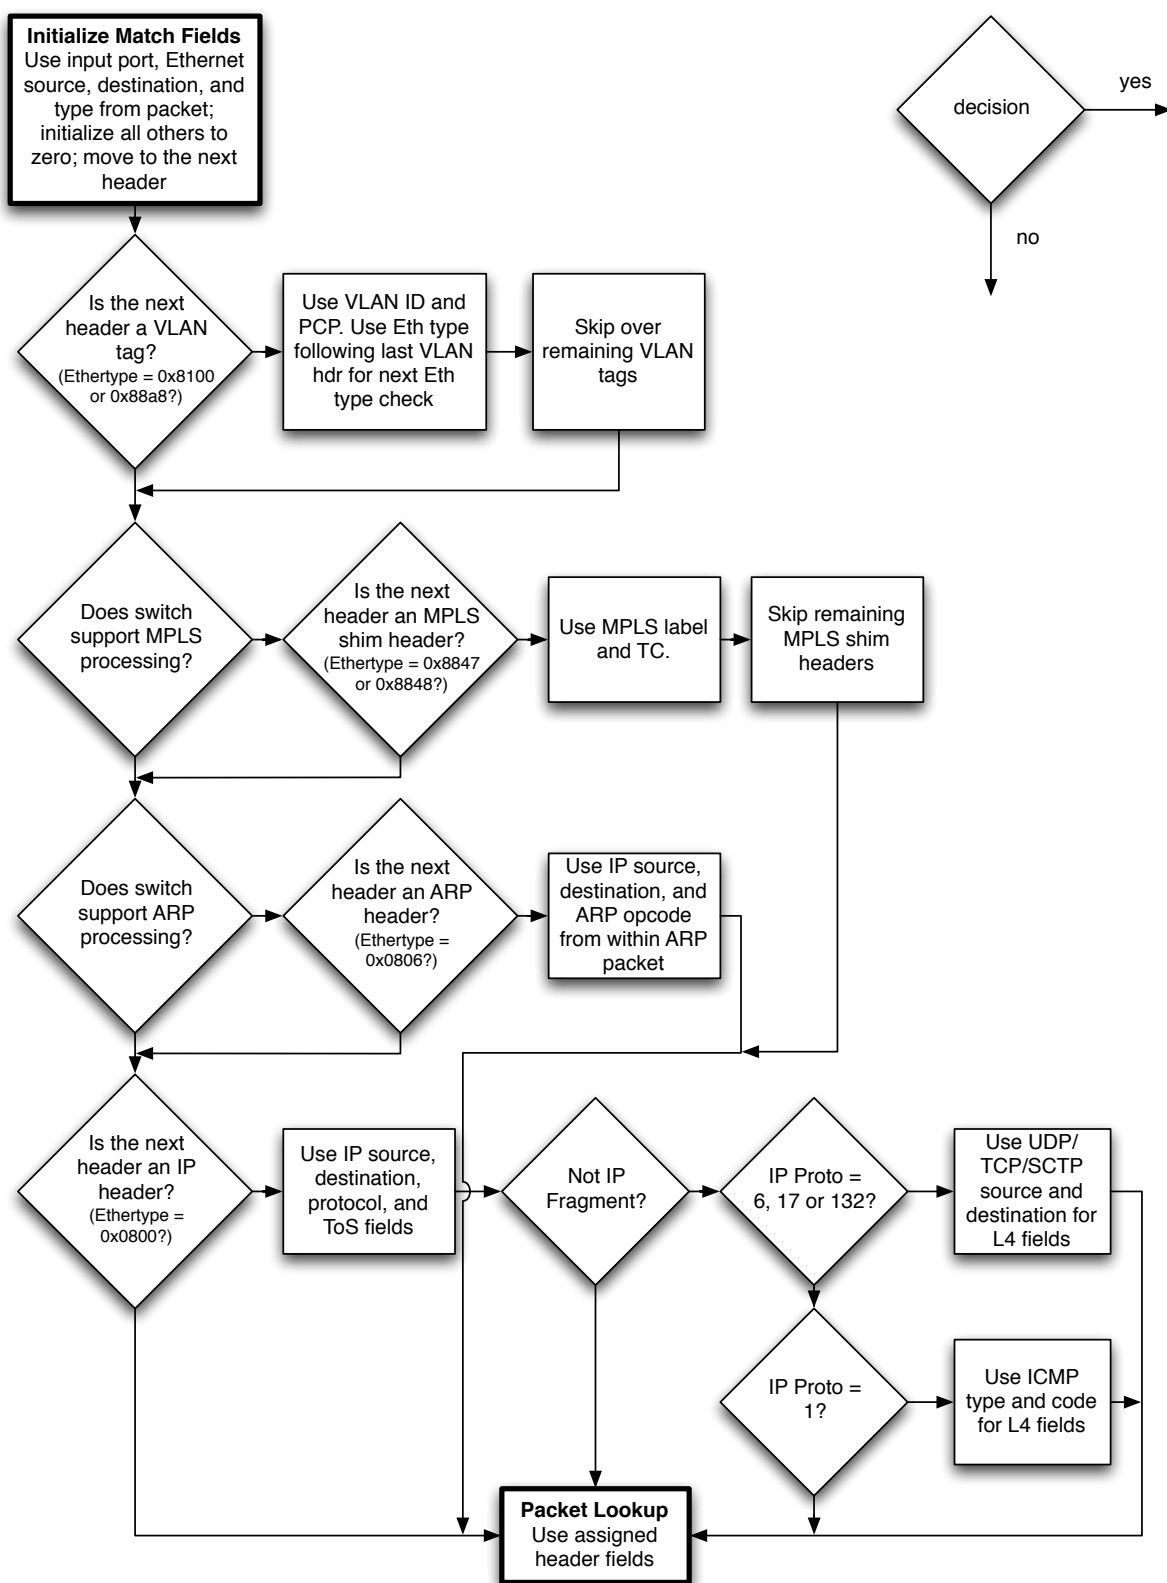 Initialize Match Fields
Use input port, Ethernet
source, destination, and
type from packet;
initialize all others to
zero; move to the next
header
decision
yes
no
Is the next
header a VLAN
tag?
(Ethertype = 0x8100
or 0x88a8?)
Use VLAN ID and
PCP. Use Eth type
following last VLAN
hdr for next Eth
type check
Skip over
remaining VLAN
tags
Does switch
support MPLS
processing?
Is the next
header an MPLS
shim header?
(Ethertype = 0x8847
or 0x8848?)
Use MPLS label
and TC.
Skip remaining
MPLS shim
headers
Does switch
support ARP
processing?
Is the next
header an ARP
header?
(Ethertype =
0x0806?)
Use IP source,
destination, and
ARP opcode
from within ARP
packet
Is the next
header an IP
header?
(Ethertype =
0x0800?)
Use IP source,
destination,
protocol, and
ToS fields
Not IP
Fragment?
IP Proto =
6, 17 or 132?
Use UDP/
TCP/SCTP
source and
destination for
L4 fields
IP Proto =
1?
Use ICMP
type and code
for L4 fields
Packet Lookup
Use assigned
header fields